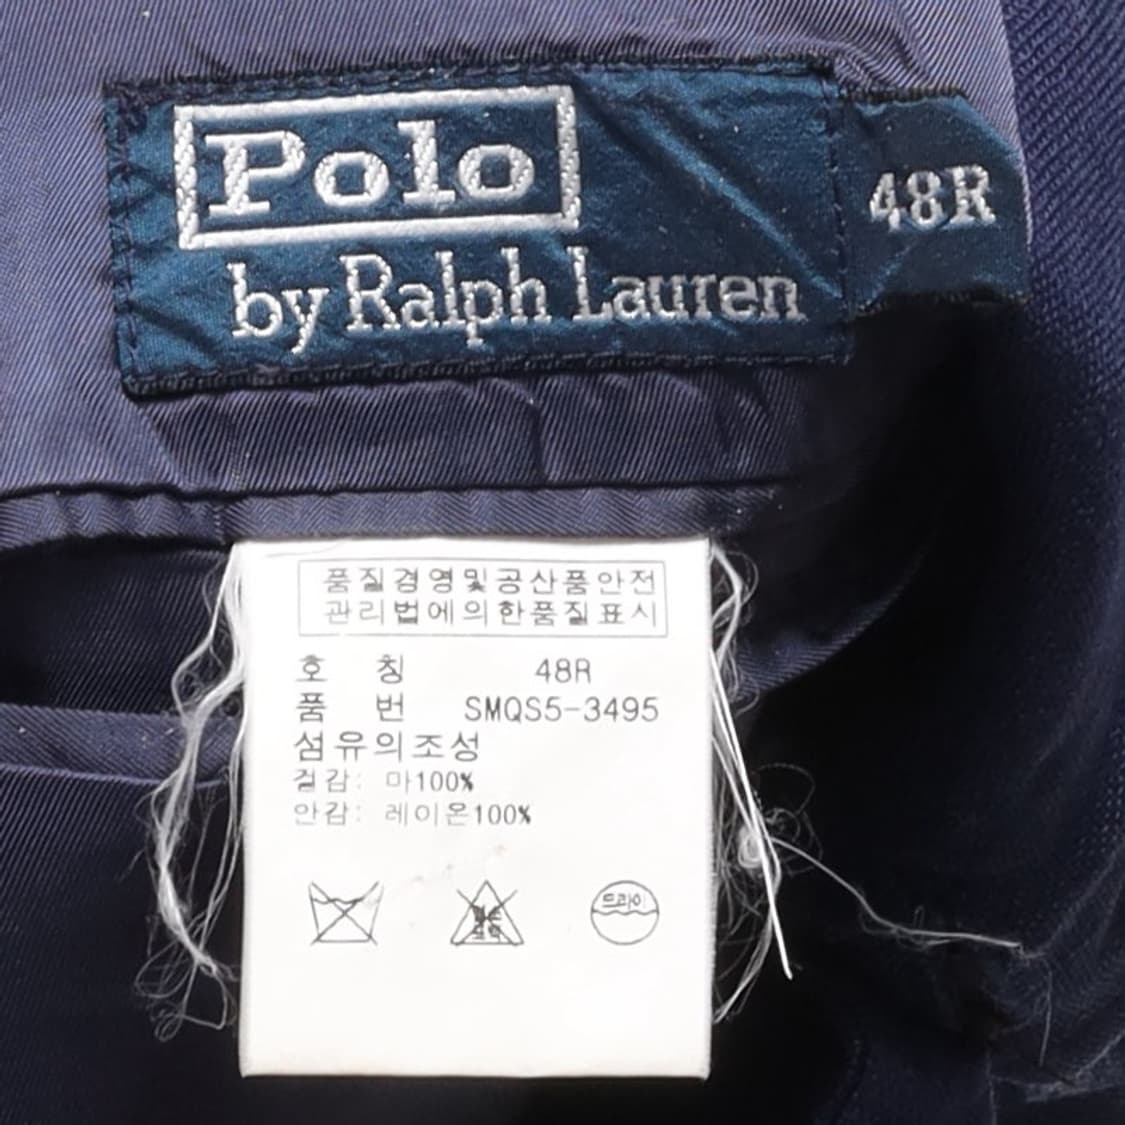 Polo
by Ralph Lauren
48R
품질경영및공산품안전
관리법에의한품질표시
호 칭 48R
품 번 SMQS5-3495
섬유의조성
겉감: 마100%
안감: 레이온100%
드라이